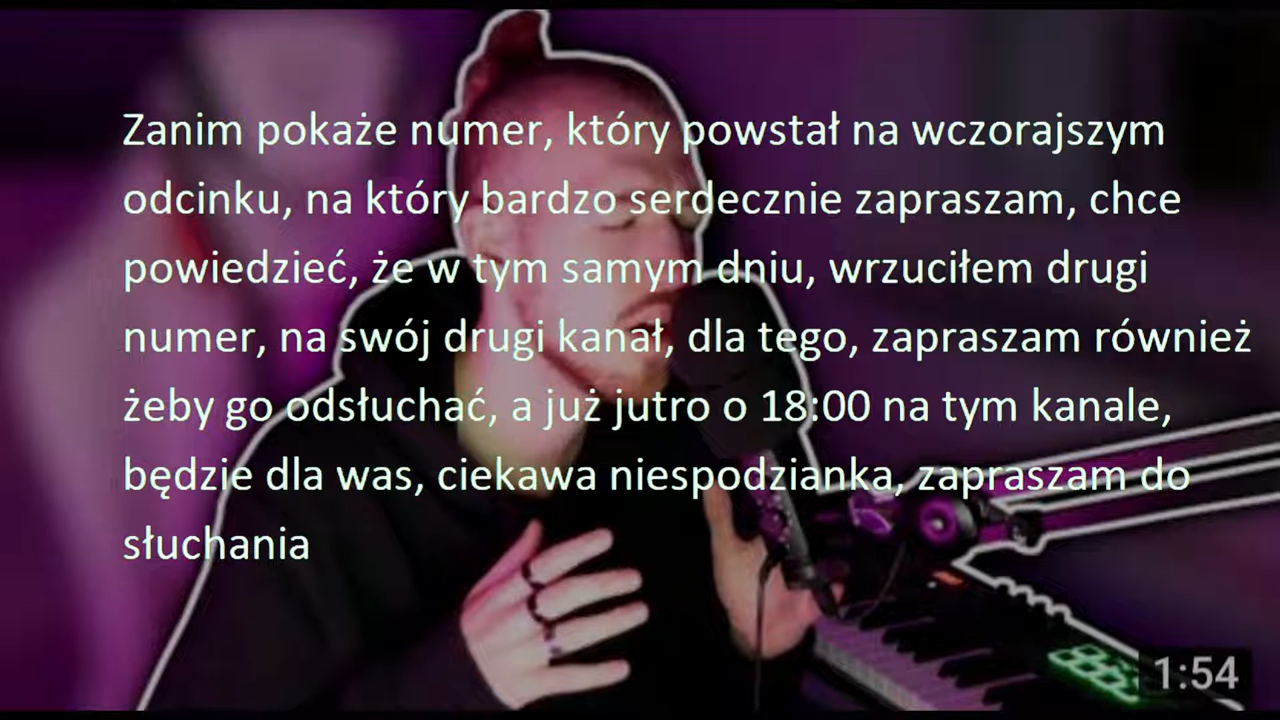 Zanim pokaże numer, który powstał na wczorajszym
odcinku, na który bardzo serdecznie zapraszam, chce
powiedzieć, że w tym samym dniu, wrzuciłem drugi
numer, na swój drugi kanał, dla tego, zapraszam również
żeby go odsłuchać, a już jutro o 18:00 na tym kanale,
będzie dla was, ciekawa niespodzianka, zapraszam do
słuchania
1:54